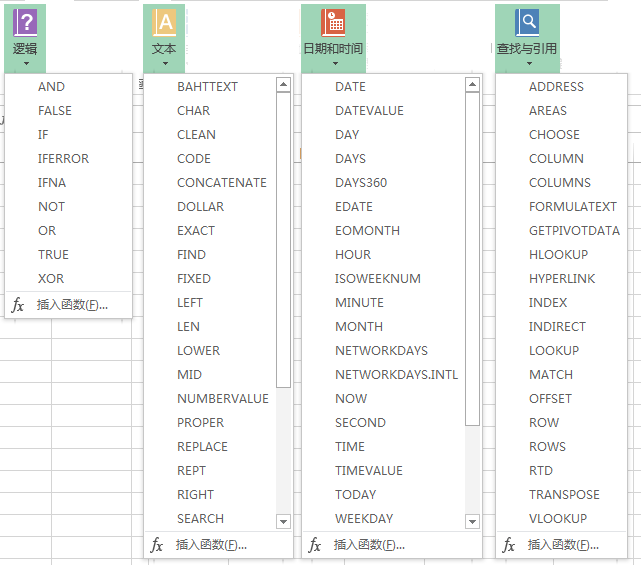 逻辑
AND
FALSE
IF
IFERROR
IFNA
NOT
OR
TRUE
XOR
fx 插入函数(F)...
文本
BAHTTEXT
CHAR
CLEAN
CODE
CONCATENATE
DOLLAR
EXACT
FIND
FIXED
LEFT
LEN
LOWER
MID
NUMBERVALUE
PROPER
REPLACE
REPT
RIGHT
SEARCH
fx 插入函数(F)...
日期和时间
DATE
DATEVALUE
DAY
DAYS
DAYS360
EDATE
EOMONTH
HOUR
ISOWEEKNUM
MINUTE
MONTH
NETWORKDAYS
NETWORKDAYS.INTL
NOW
SECOND
TIME
TIMEVALUE
TODAY
WEEKDAY
fx 插入函数(F)...
查找与引用
ADDRESS
AREAS
CHOOSE
COLUMN
COLUMNS
FORMULATEXT
GETPIVOTDATA
HLOOKUP
HYPERLINK
INDEX
INDIRECT
LOOKUP
MATCH
OFFSET
ROW
ROWS
RTD
TRANSPOSE
VLOOKUP
fx 插入函数(F)...